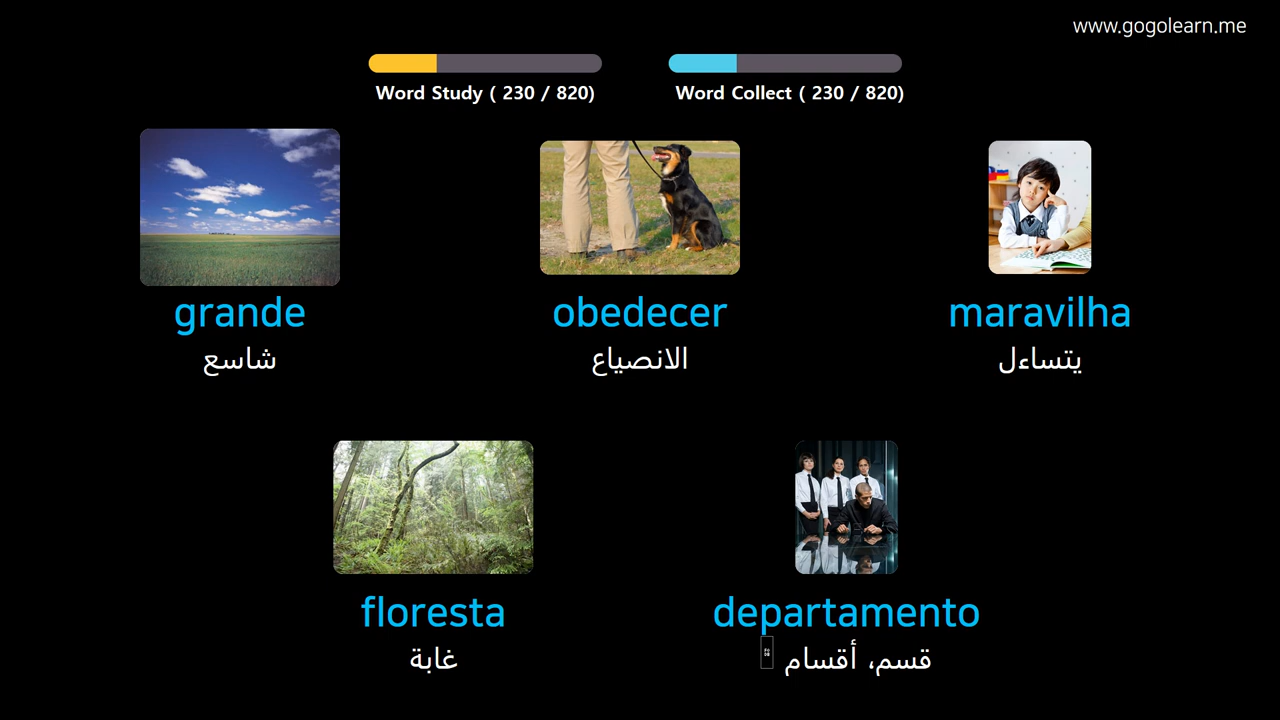 www.gogolearn.me
Word Study ( 230 / 820)
Word Collect ( 230 / 820)
grande
شاسع
obedecer
الانصياع
maravilha
يتساءل
floresta
غابة
departamento
قسم، أقسام